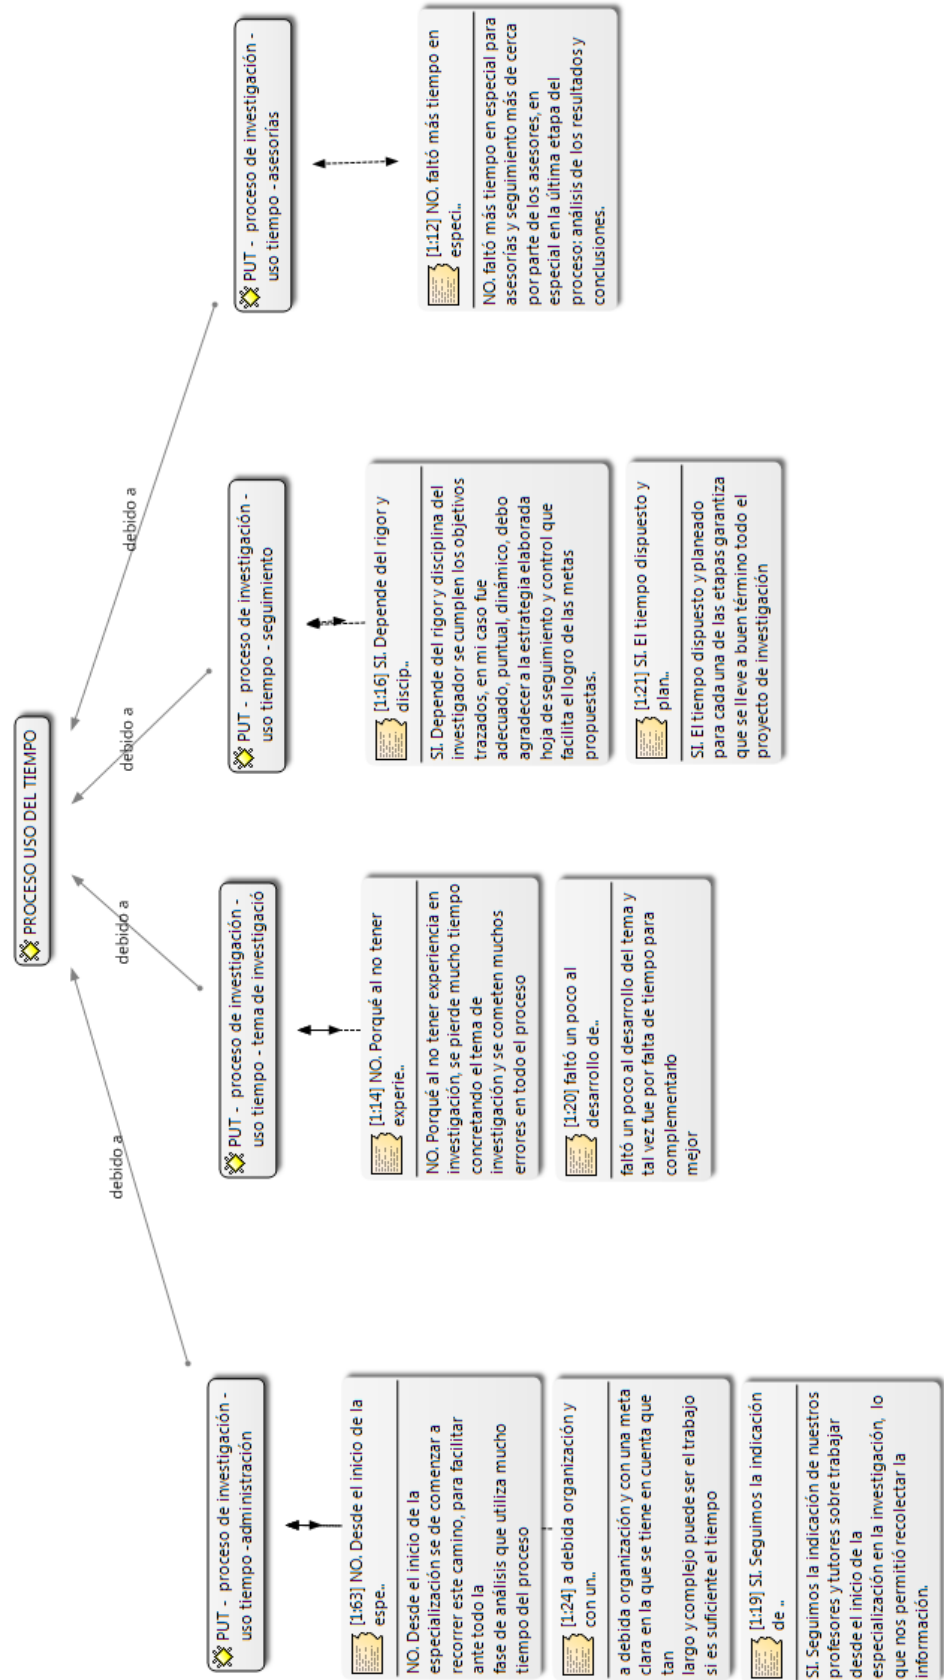 PROCESO USO DEL TIEMPO
debido a
debido a
debido a
debido a
PUT - proceso de investigación -
uso tiempo -administración
[1:63] NO. Desde el inicio de la
espe..
NO. Desde el inicio de la
especialización se de comenzar a
recorrer este camino, para facilitar
ante todo la
fase de análisis que utiliza mucho
tiempo del proceso
[1:24] a debida organización y
con un..
a debida organización y con una meta
clara en la que se tiene en cuenta que
tan
largo y complejo puede ser el trabajo
si es suficiente el tiempo
[1:19] SI. Seguimos la indicación
de ..
SI. Seguimos la indicación de nuestros
profesores y tutores sobre trabajar
desde el inicio de la
especialización en la investigación, lo
que nos permitió recolectar la
información.
PUT - proceso de investigación -
uso tiempo - tema de investigació
[1:14] NO. Porqué al no tener
experie..
NO. Porqué al no tener experiencia en
investigación, se pierde mucho tiempo
concretando el tema de
investigación y se cometen muchos
errores en todo el proceso
[1:20] faltó un poco al
desarrollo de..
faltó un poco al desarrollo del tema y
tal vez fue por falta de tiempo para
complementarlo
mejor
PUT - proceso de investigación -
uso tiempo - seguimiento
[1:16] SI. Depende del rigor y
discip..
SI. Depende del rigor y disciplina del
investigador se cumplen los objetivos
trazados, en mi caso fue
adecuado, puntual, dinámico, debo
agradecer a la estrategia elaborada
hoja de seguimiento y control que
facilita el logro de las metas
propuestas.
[1:21] SI. El tiempo dispuesto y
plan..
SI. El tiempo dispuesto y planeado
para cada una de las etapas garantiza
que se lleve a buen término todo el
proyecto de investigación
PUT - proceso de investigación -
uso tiempo - asesorías
[1:12] NO. faltó más tiempo en
especi..
NO. faltó más tiempo en especial para
asesorías y seguimiento más de cerca
por parte de los asesores, en
especial en la última etapa del
proceso: análisis de los resultados y
conclusiones.